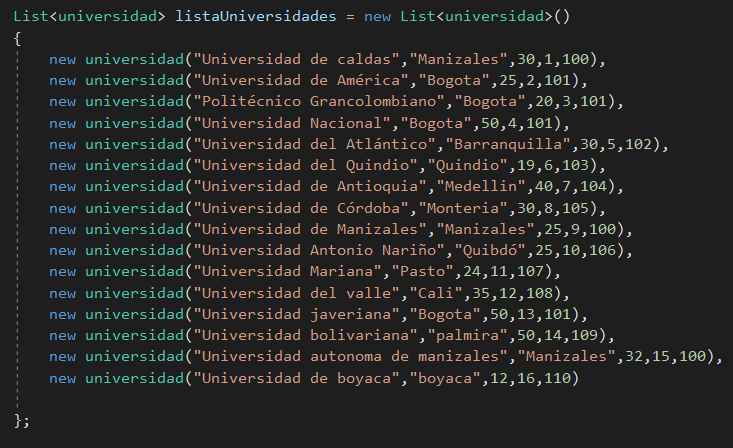 List<universidad> listaUniversidades = new List<universidad>()
{
new universidad("Universidad de caldas","Manizales",30,1,100),
new universidad("Universidad de América","Bogota",25,2,101),
new universidad("Politécnico Grancolombiano","Bogota",20,3,101),
new universidad("Universidad Nacional","Bogota",50,4,101),
new universidad("Universidad del Atlántico","Barranquilla",30,5,102),
new universidad("Universidad del Quindio","Quindio",19,6,103),
new universidad("Universidad de Antioquia","Medellin",40,7,104),
new universidad("Universidad de Córdoba","Monteria",30,8,105),
new universidad("Universidad de Manizales","Manizales",25,9,100),
new universidad("Universidad Antonio Nariño","Quibdó",25,10,106),
new universidad("Universidad Mariana","Pasto",24,11,107),
new universidad("Universidad del valle","Cali",35,12,108),
new universidad("Universidad javeriana","Bogota",50,13,101),
new universidad("Universidad bolivariana","palmira",50,14,109),
new universidad("Universidad autonoma de manizales","Manizales",32,15,100),
new universidad("Universidad de boyaca","boyaca",12,16,110)
};